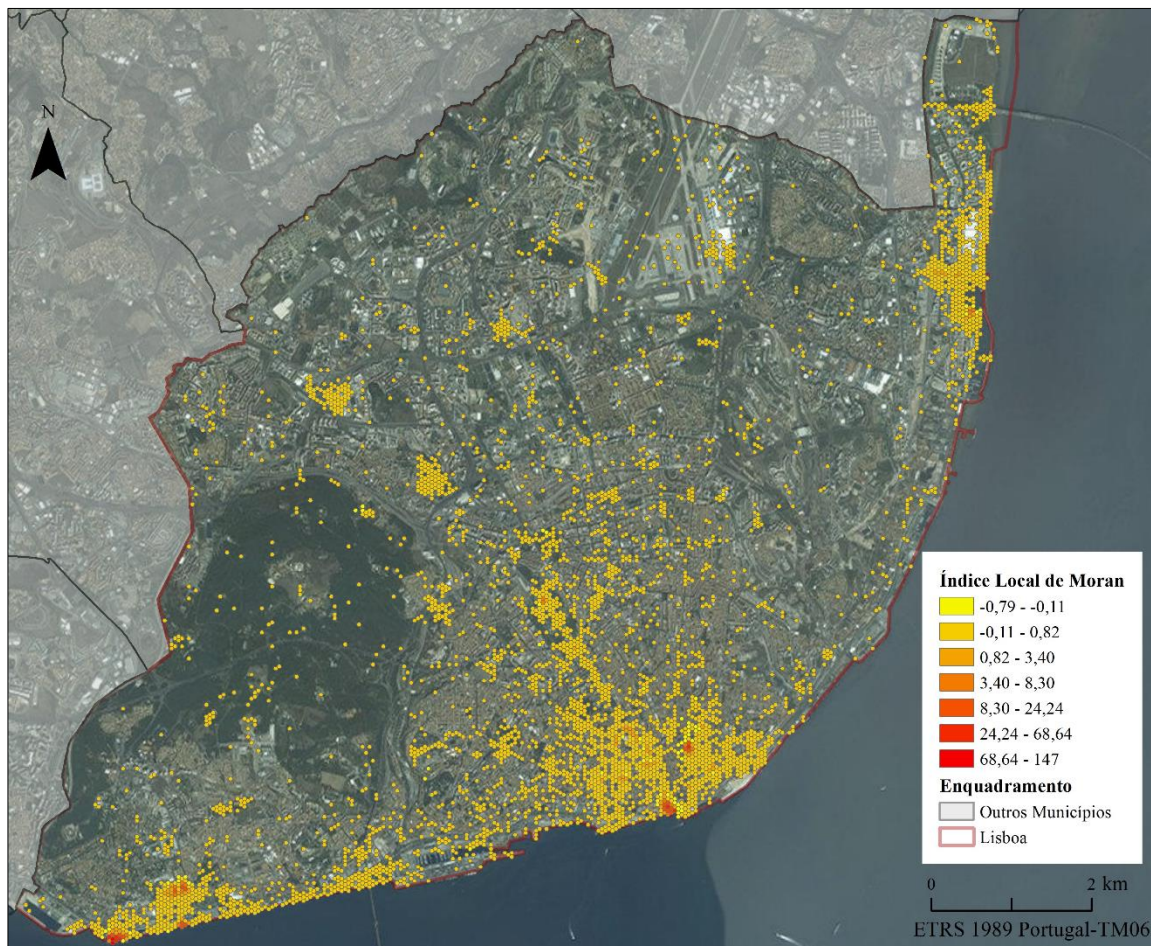 N
Índice Local de Moran
-0,79 - -0,11
-0,11 - 0,82
0,82 - 3,40
3,40 - 8,30
8,30 - 24,24
24,24 - 68,64
68,64 - 147
Enquadramento
Outros Municípios
Lisboa
0 2 km
ETRS 1989 Portugal-TM06